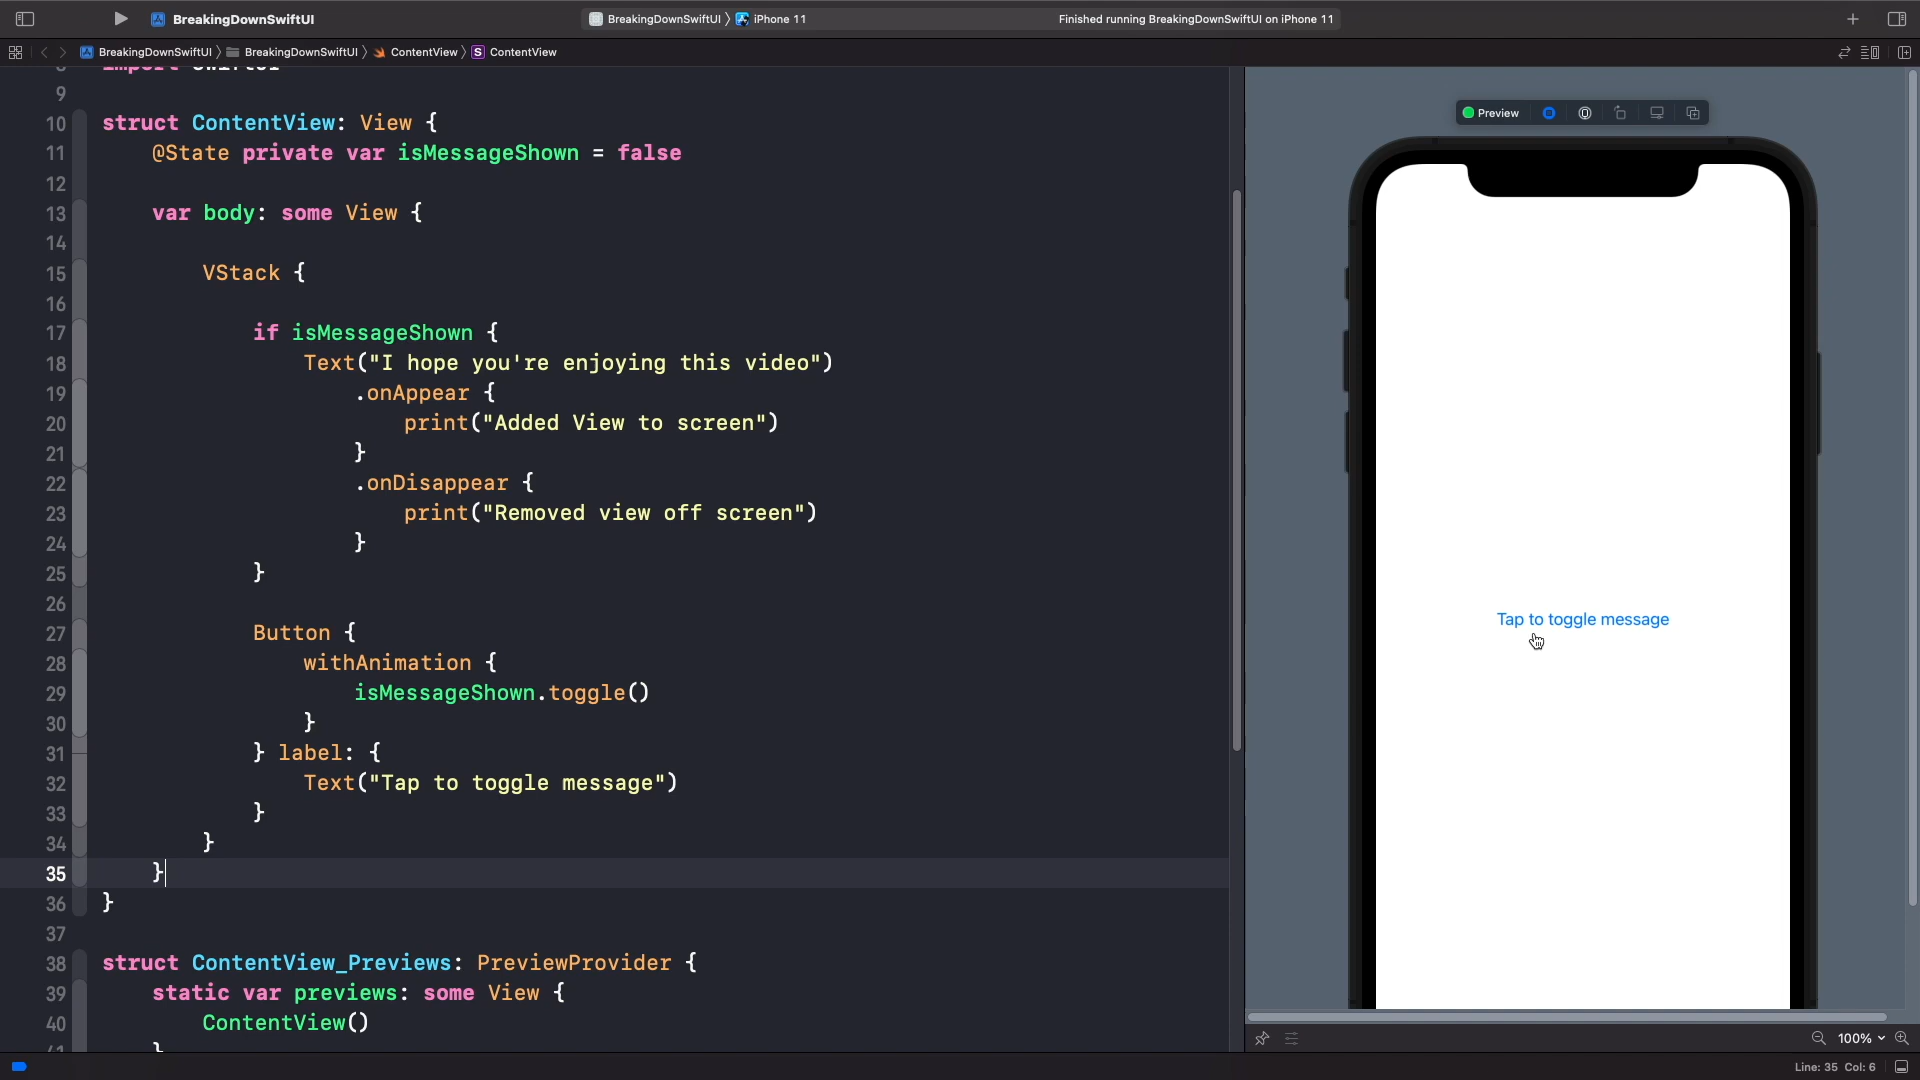 BreakingDownSwiftUI
BreakingDownSwiftUI 〉 iPhone 11
Finished running BreakingDownSwiftUI on iPhone 11
BreakingDownSwiftUI 〉 BreakingDownSwiftUI 〉 ContentView 〉 S ContentView
8 import SwiftUI
9
10 struct ContentView: View {
11 @State private var isMessageShown = false
12
13 var body: some View {
14
15 VStack {
16
17 if isMessageShown {
18 Text("I hope you're enjoying this video")
19 .onAppear {
20 print("Added View to screen")
21 }
22 .onDisappear {
23 print("Removed view off screen")
24 }
25 }
26
27 Button {
28 withAnimation {
29 isMessageShown.toggle()
30 }
31 } label: {
32 Text("Tap to toggle message")
33 }
34 }
35 }
36 }
37
38 struct ContentView_Previews: PreviewProvider {
39 static var previews: some View {
40 ContentView()
41 }
Preview
Tap to toggle message
100%
Line: 35 Col: 6